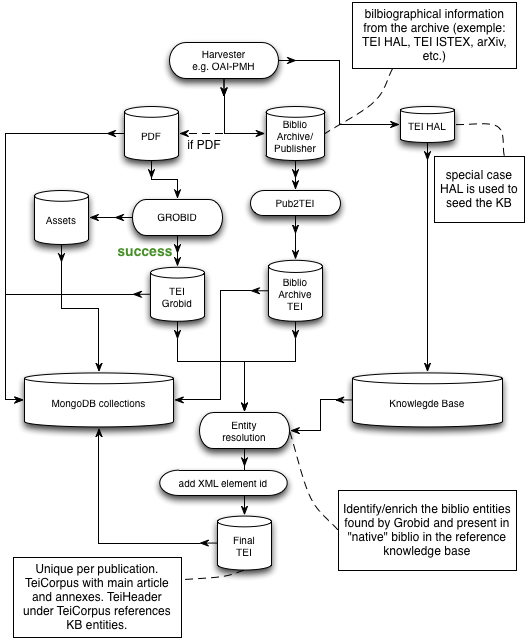 bilbiographical information
from the archive (exemple:
TEI HAL, TEI ISTEX, arXiv,
etc.)
Harvester
e.g. OAI-PMH
PDF
if PDF
Biblio
Archive/
Publisher
TEI HAL
special case
HAL is used to
seed the KB
Assets
GROBID
Pub2TEI
success
TEI
Grobid
Biblio
Archive
TEI
MongoDB collections
Knowlegde Base
Entity
resolution
add XML element id
Identify/enrich the biblio entities
found by Grobid and present in
"native" biblio in the reference
knowledge base
Final
TEI
Unique per publication.
TeiCorpus with main article
and annexes. TeiHeader
under TeiCorpus references
KB entities.